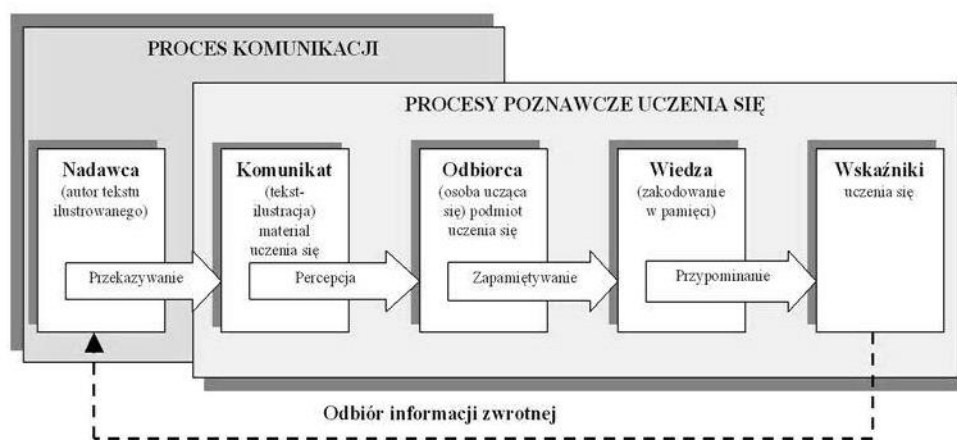 PROCES KOMUNIKACJI
PROCESY POZNAWCZE UCZENIA SIĘ
Nadawca
(autor tekstu
ilustrowanego)
Komunikat
(tekst-
ilustracja)
material
uczenia się
Odbiorca
(osoba ucząca
się) podmiot
uczenia się
Wiedza
(zakodowanie
w pamięci)
Wskaźniki
uczenia się
Przekazywanie
Percepcja
Zapamiętywanie
Przypominanie
Odbiór informacji zwrotnej